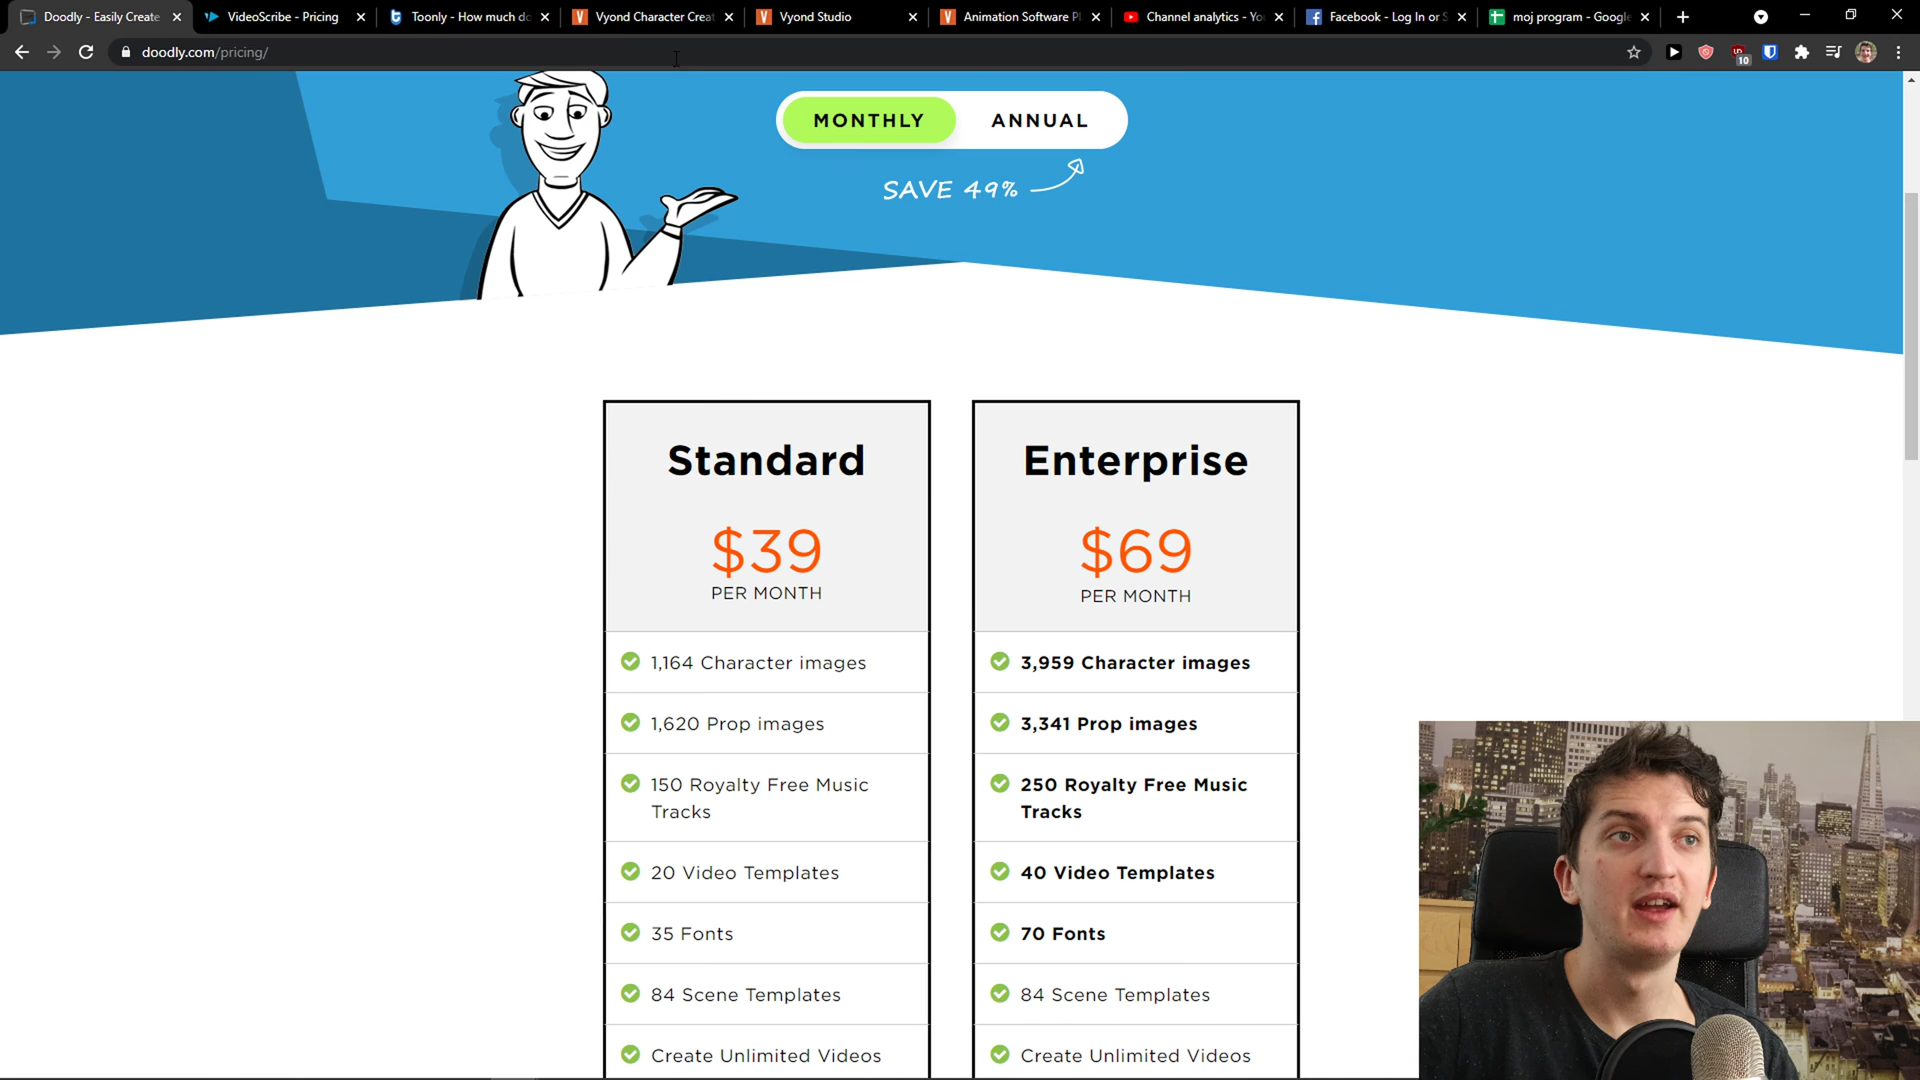 Doodly - Easily Create
VideoScribe - Pricing
Toonly - How much do
Vyond Character Creat
Vyond Studio
Animation Software Pl
Channel analytics - Yo
Facebook - Log In or S
moj program - Google
doodly.com/pricing/
10
MONTHLY
ANNUAL
SAVE 49%
Standard
$39
PER MONTH
1,164 Character images
1,620 Prop images
150 Royalty Free Music
Tracks
20 Video Templates
35 Fonts
84 Scene Templates
Create Unlimited Videos
Enterprise
$69
PER MONTH
3,959 Character images
3,341 Prop images
250 Royalty Free Music
Tracks
40 Video Templates
70 Fonts
84 Scene Templates
Create Unlimited Videos